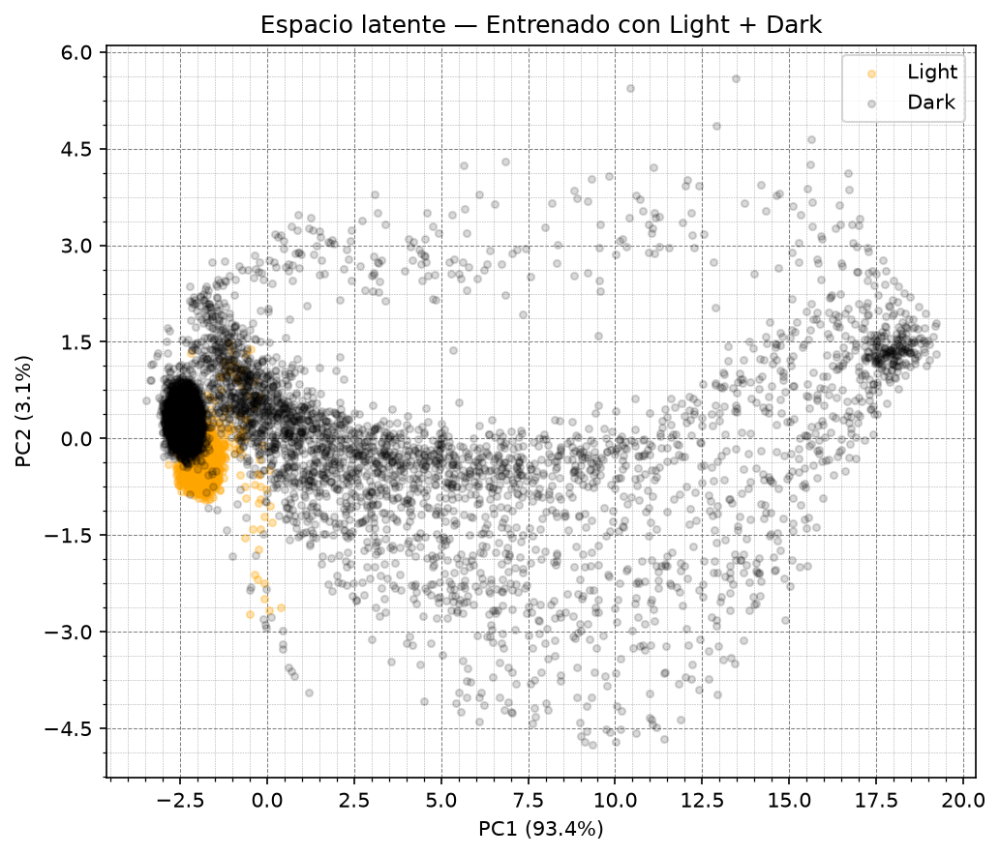 Espacio latente — Entrenado con Light + Dark
Light
Dark
6.0
4.5
3.0
1.5
0.0
−1.5
−3.0
−4.5
PC2 (3.1%)
−2.5 0.0 2.5 5.0 7.5 10.0 12.5 15.0 17.5 20.0
PC1 (93.4%)